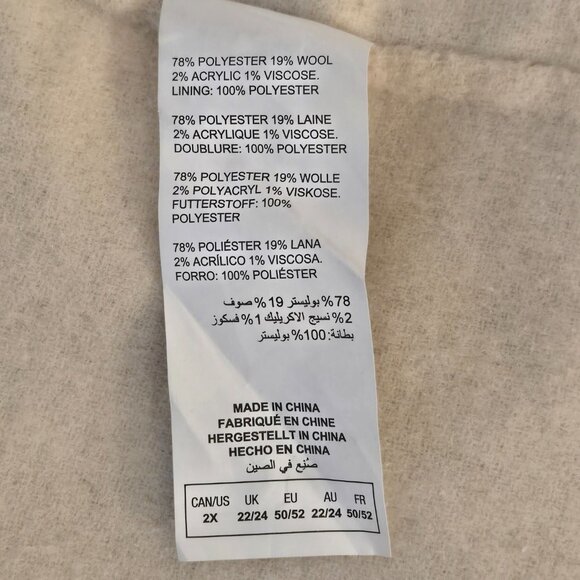 78% POLYESTER 19% WOOL
2% ACRYLIC 1% VISCOSE.
LINING: 100% POLYESTER
78% POLYESTER 19% LAINE
2% ACRYLIQUE 1% VISCOSE.
DOUBLURE: 100% POLYESTER
78% POLYESTER 19% WOLLE
2% POLYACRYL 1% VISKOSE.
FUTTERSTOFF: 100%
POLYESTER
78% POLIÉSTER 19% LANA
2% ACRÍLICO 1% VISCOSA.
FORRO: 100% POLIÉSTER
78% بوليستر 19% صوف
2% نسيج الاكريليك 1% فسكوز
بطانة: 100% بوليستر
MADE IN CHINA
FABRIQUÉ EN CHINE
HERGESTELLT IN CHINA
HECHO EN CHINA
صُنِع في الصين
CAN/US UK EU AU FR
2X 22/24 50/52 22/24 50/52